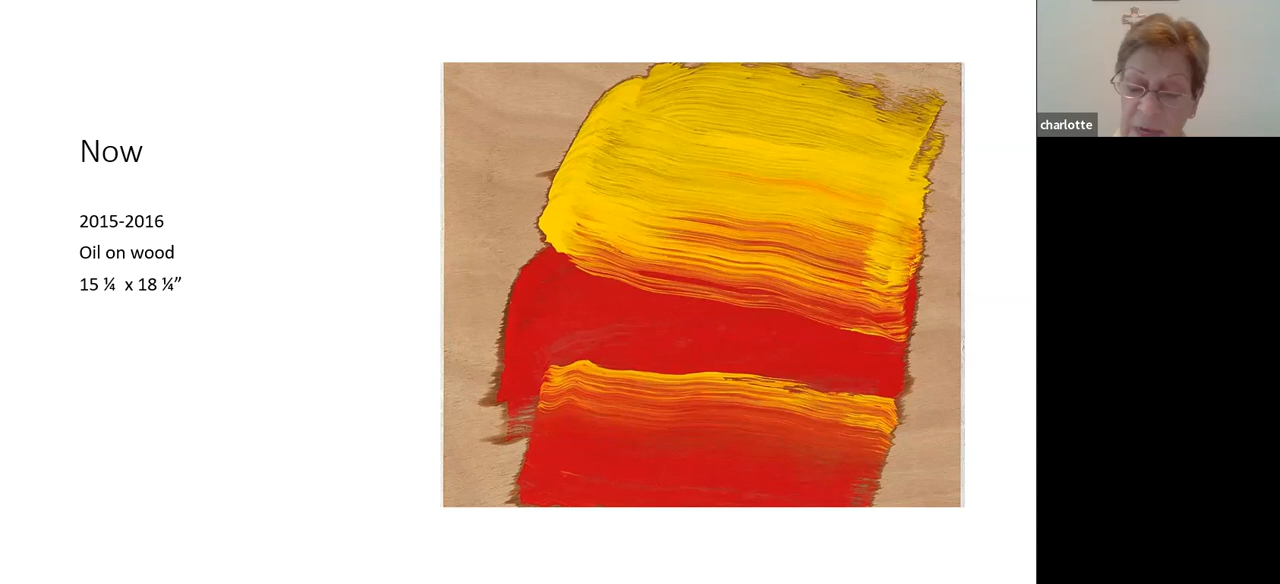 Now
2015-2016
Oil on wood
15 ¼ x 18 ¼”
charlotte